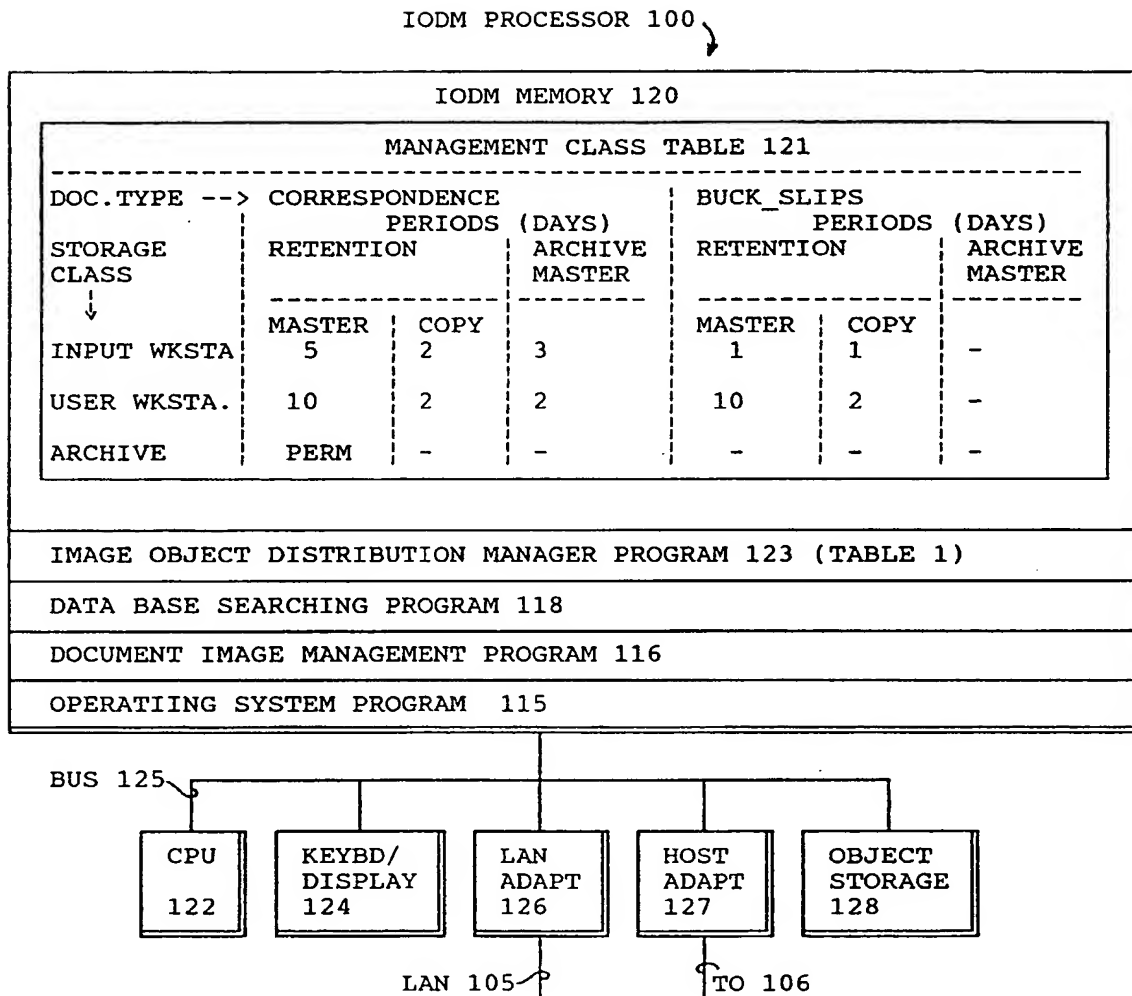 IODM PROCESSOR 100
IODM MEMORY 120
MANAGEMENT CLASS TABLE 121
DOC.TYPE --> CORRESPONDENCE BUCK_SLIPS
PERIODS (DAYS) PERIODS (DAYS)
STORAGE RETENTION ARCHIVE RETENTION ARCHIVE
CLASS MASTER MASTER
MASTER COPY MASTER COPY
INPUT WKSTA 5 2 3 1 1 -
USER WKSTA. 10 2 2 10 2 -
ARCHIVE PERM - - - - -
IMAGE OBJECT DISTRIBUTION MANAGER PROGRAM 123 (TABLE 1)
DATA BASE SEARCHING PROGRAM 118
DOCUMENT IMAGE MANAGEMENT PROGRAM 116
OPERATIING SYSTEM PROGRAM 115
BUS 125
CPU KEYBD/ LAN HOST OBJECT
DISPLAY ADAPT ADAPT STORAGE
122 124 126 127 128
LAN 105 TO 106